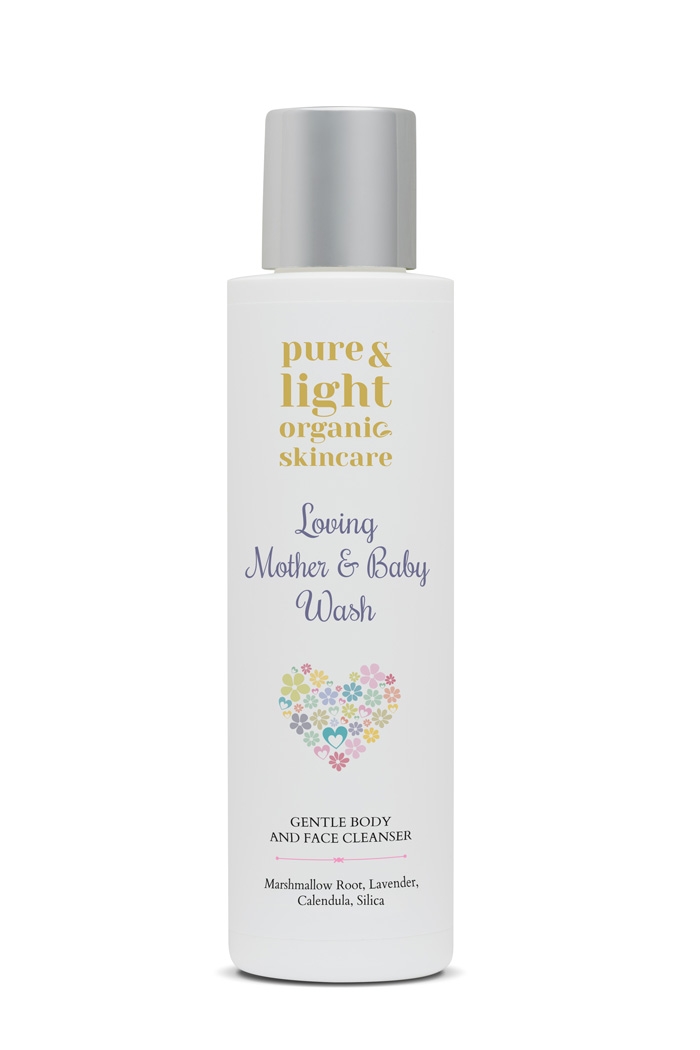 pure &
light
organic
skincare
Loving
Mother & Baby
Wash
GENTLE BODY
AND FACE CLEANSER
Marshmallow Root, Lavender,
Calendula, Silica